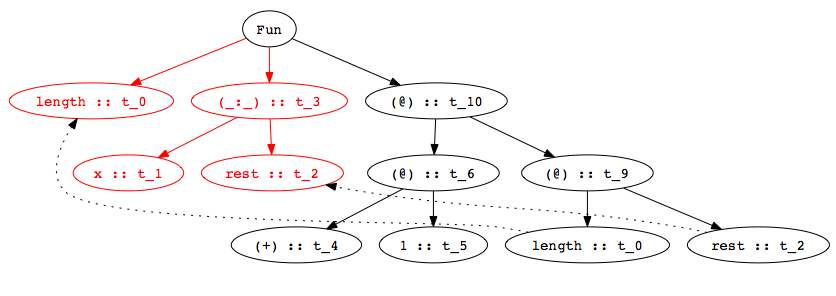 Fun
length :: t_0
(_:_) :: t_3
(@) :: t_10
x :: t_1
rest :: t_2
(@) :: t_6
(@) :: t_9
(+) :: t_4
1 :: t_5
length :: t_0
rest :: t_2